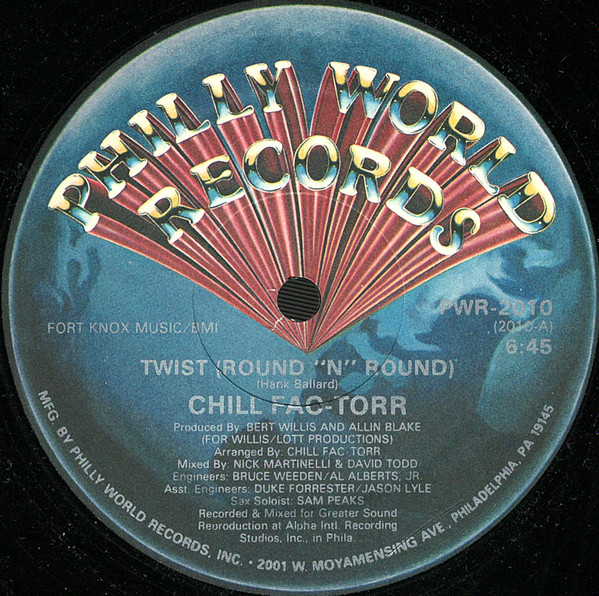 PHILLY WORLD
RECORDS
FORT KNOX MUSIC/BMI
PWR-2010
(2010-A)
6:45
TWIST (ROUND "N" ROUND)
(Hank Ballard)
CHILL FAC-TORR
Produced By: BERT WILLIS AND ALLIN BLAKE
(FOR WILLIS/LOTT PRODUCTIONS)
Arranged By: CHILL FAC-TORR
Mixed By: NICK MARTINELLI & DAVID TODD
Engineers: BRUCE WEEDEN/AL ALBERTS, JR.
Asst. Engineers: DUKE FORRESTER/JASON LYLE
Sax Soloist: SAM PEAKS
Recorded & Mixed for Greater Sound
Reproduction at Alpha Intl. Recording
Studios, Inc., in Phila.
MFG. BY PHILLY WORLD RECORDS, INC. • 2001 W. MOYAMENSING AVE., PHILADELPHIA, PA 19145